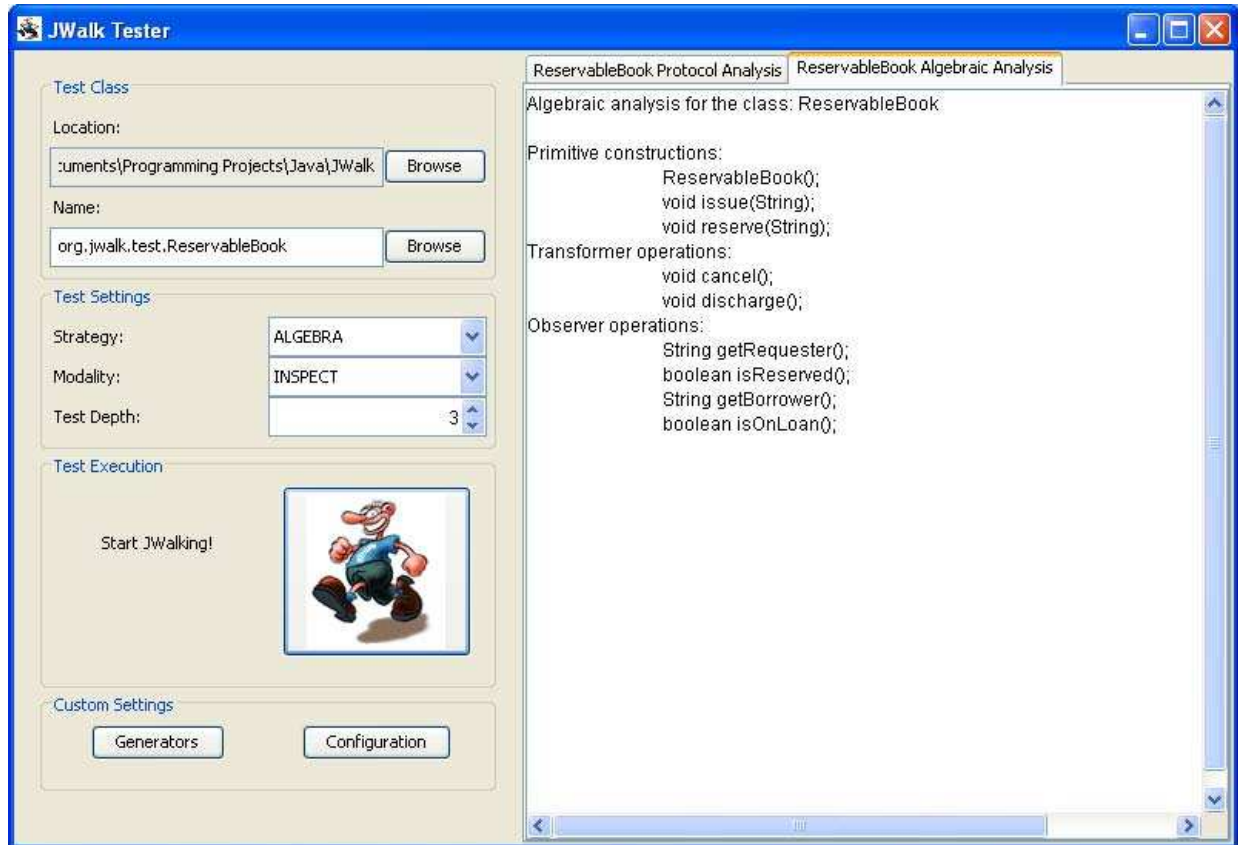 JWalk Tester
Test Class
Location:
:uments\Programming Projects\Java\JWalk
Browse
Name:
org.jwalk.test.ReservableBook
Browse
Test Settings
Strategy:
ALGEBRA
Modality:
INSPECT
Test Depth:
3
Test Execution
Start JWalking!
Custom Settings
Generators
Configuration
ReservableBook Protocol Analysis
ReservableBook Algebraic Analysis
Algebraic analysis for the class: ReservableBook
Primitive constructions:
ReservableBook();
void issue(String);
void reserve(String);
Transformer operations:
void cancel();
void discharge();
Observer operations:
String getRequester();
boolean isReserved();
String getBorrower();
boolean isOnLoan();